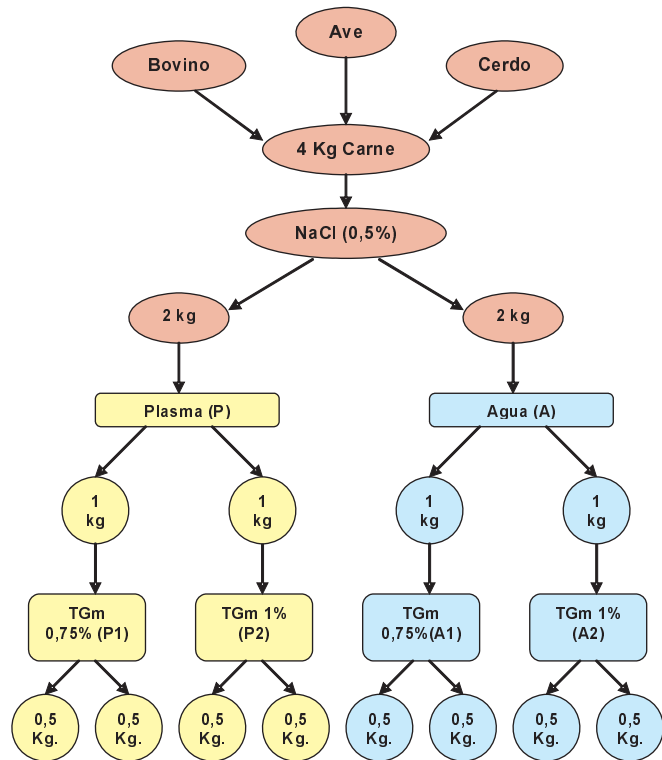 Ave
Bovino
Cerdo
4 Kg Carne
NaCl (0,5%)
2 kg
2 kg
Plasma (P)
Agua (A)
1
kg
1
kg
1
kg
1
kg
TGm
0,75% (P1)
TGm 1%
(P2)
TGm
0,75%(A1)
TGm 1%
(A2)
0,5
Kg.
0,5
Kg.
0,5
Kg.
0,5
Kg.
0,5
Kg.
0,5
Kg.
0,5
Kg.
0,5
Kg.